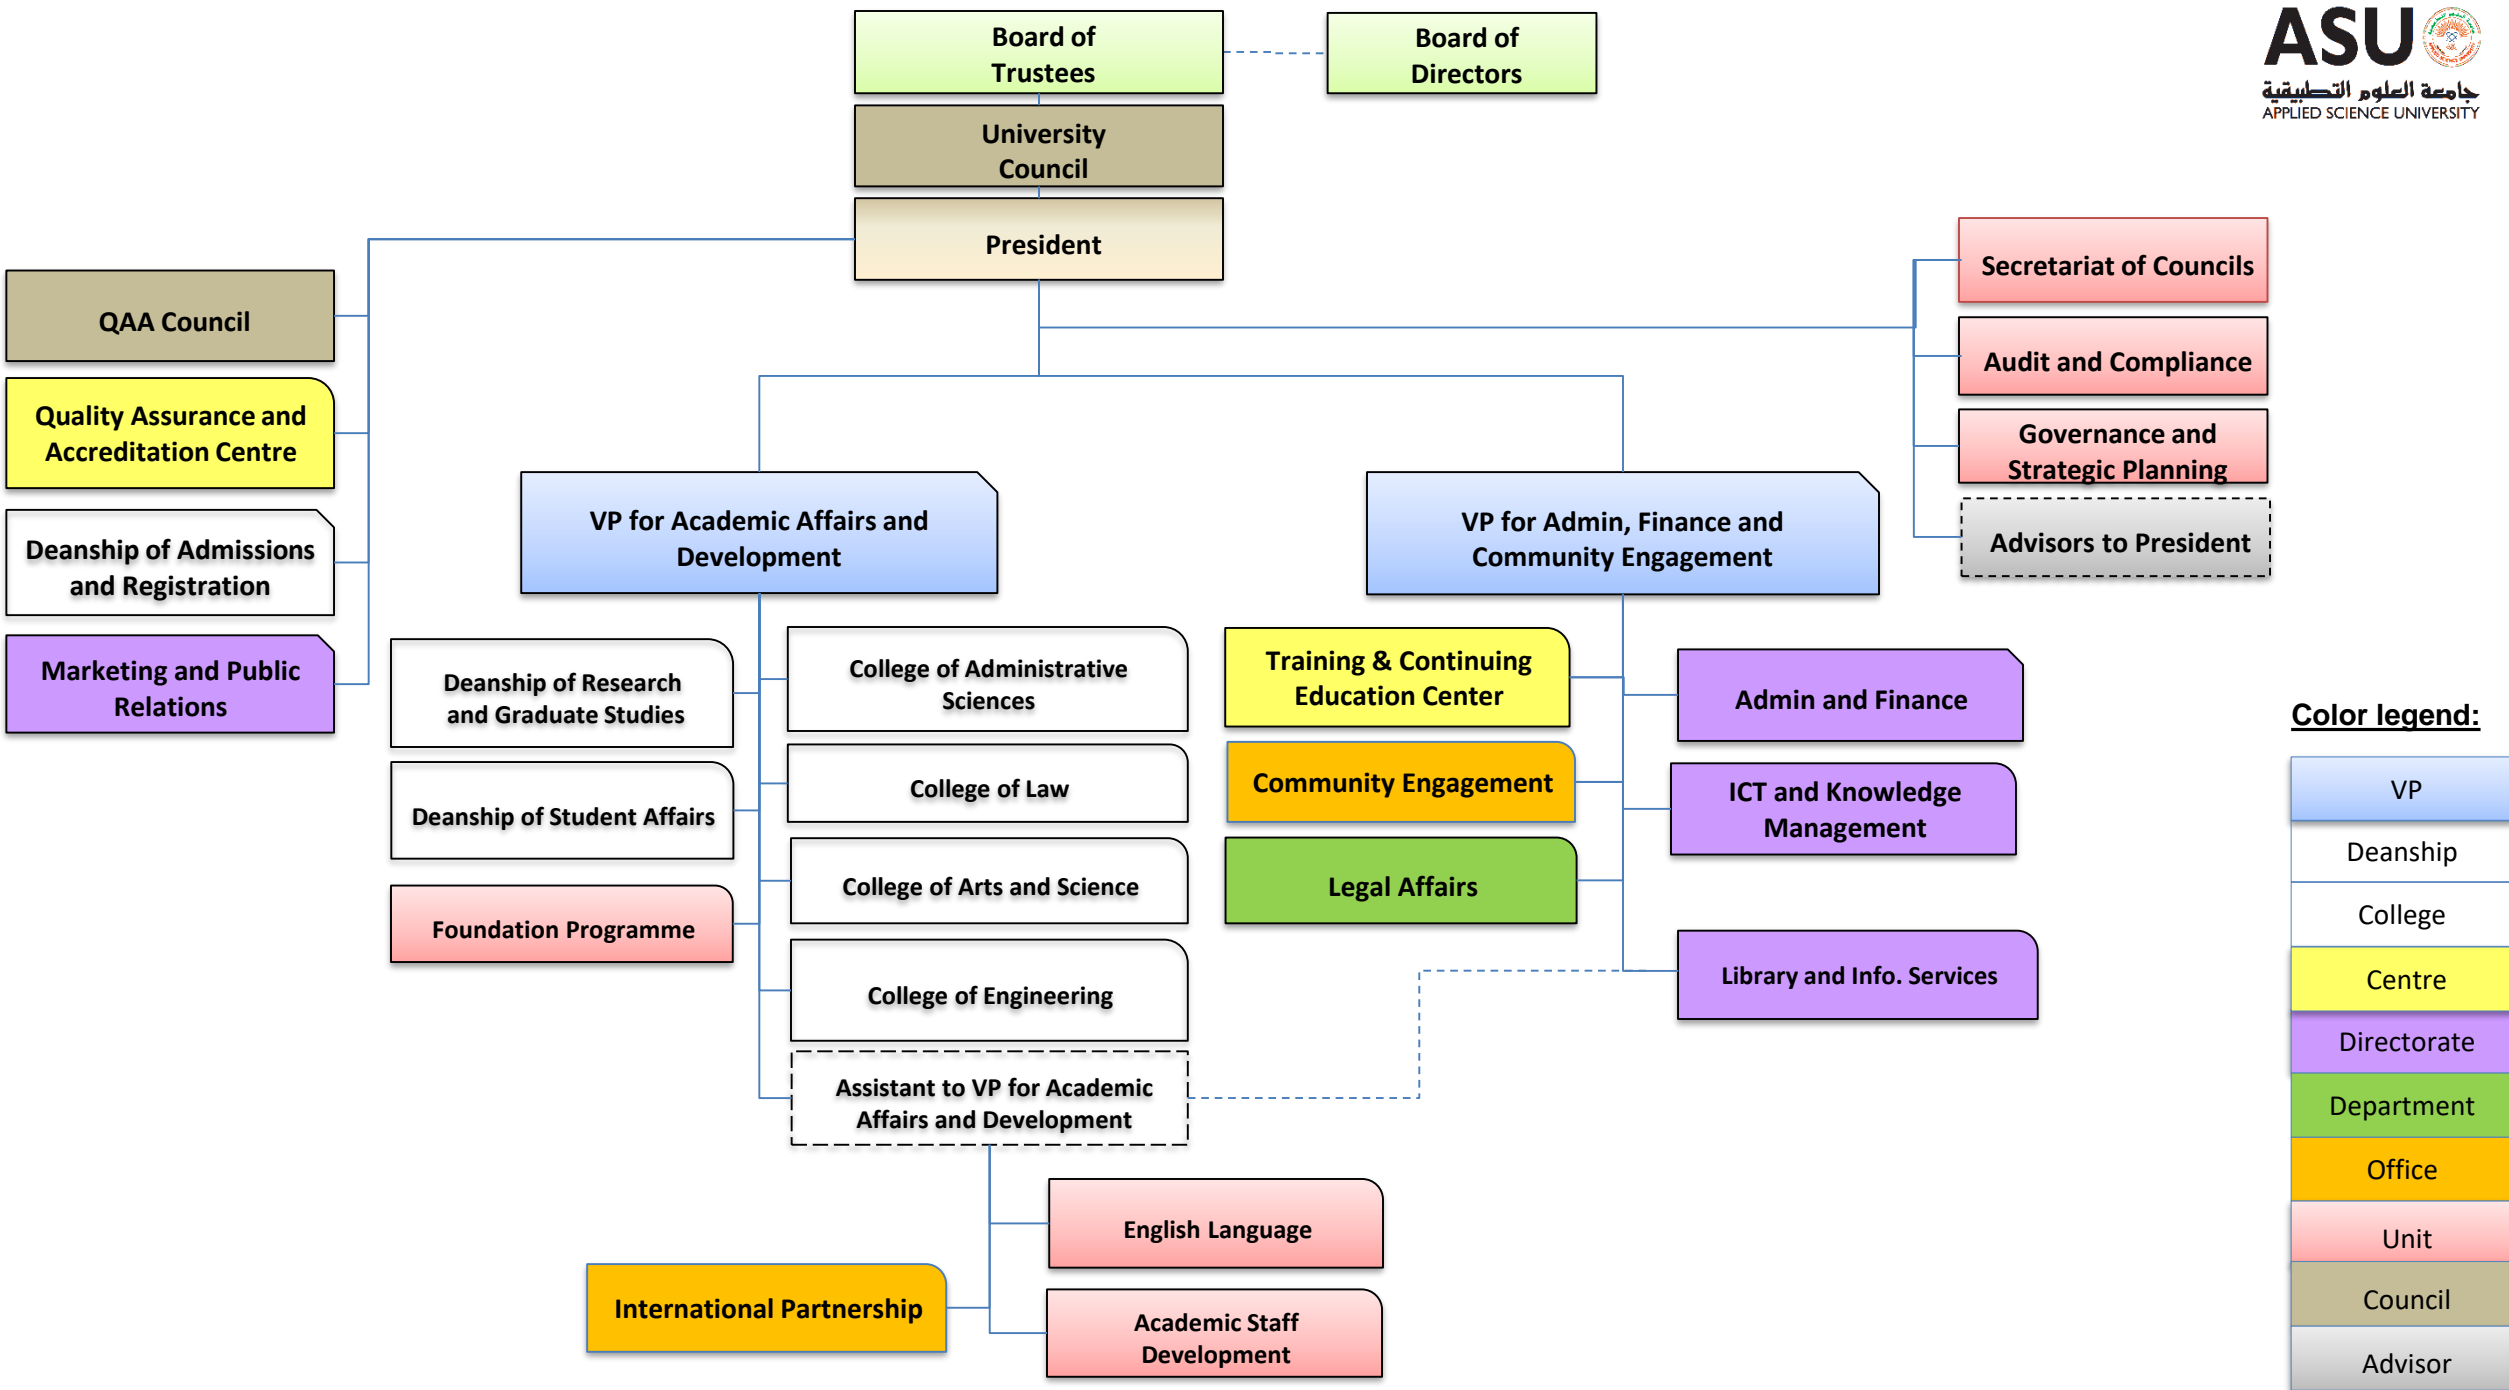 Board of
Trustees
Board of
Directors
ASU
جامعة العلوم التطبيقية
APPLIED SCIENCE UNIVERSITY
University
Council
President
Secretariat of Councils
QAA Council
Audit and Compliance
Quality Assurance and
Accreditation Centre
Governance and
Strategic Planning
VP for Academic Affairs and
Development
VP for Admin, Finance and
Community Engagement
Advisors to President
Deanship of Admissions
and Registration
Marketing and Public
Relations
Deanship of Research
and Graduate Studies
College of Administrative
Sciences
Training & Continuing
Education Center
Admin and Finance
Deanship of Student Affairs
College of Law
Community Engagement
ICT and Knowledge
Management
Foundation Programme
College of Arts and Science
Legal Affairs
College of Engineering
Library and Info. Services
Assistant to VP for Academic
Affairs and Development
English Language
International Partnership
Academic Staff
Development
Color legend:
VP
Deanship
College
Centre
Directorate
Department
Office
Unit
Council
Advisor